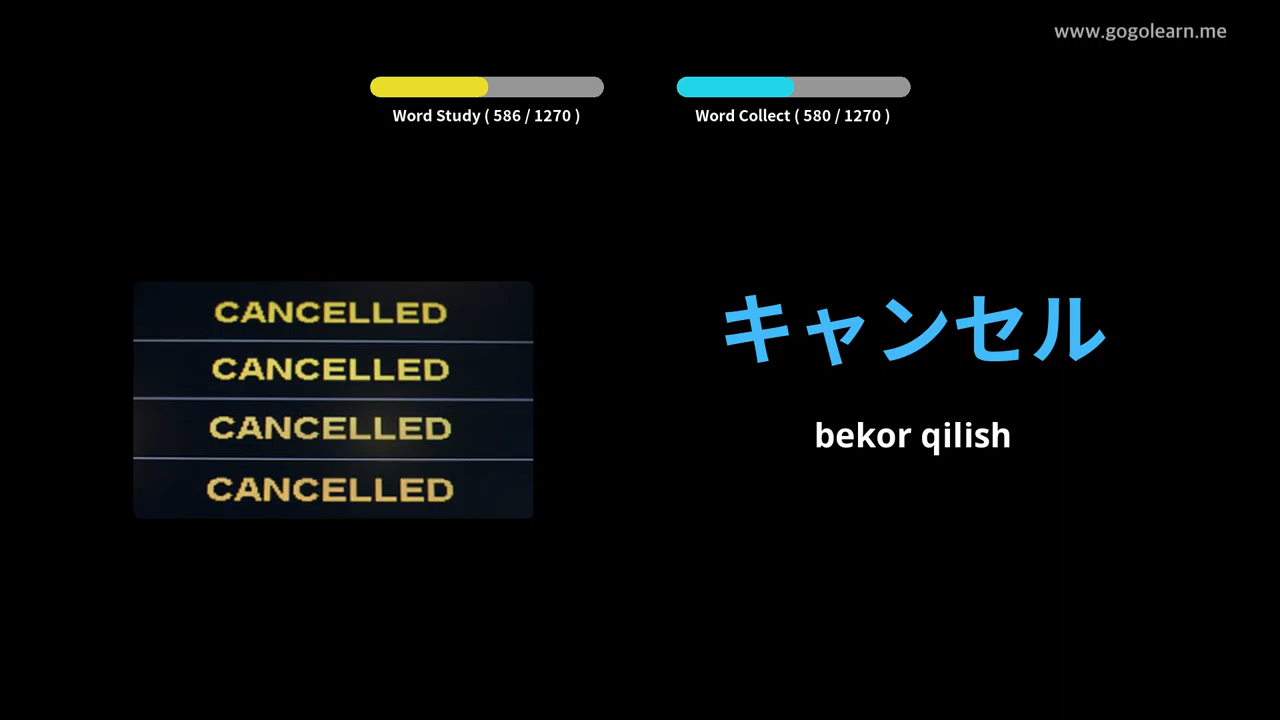 www.gogolearn.me
Word Study ( 586 / 1270 )
Word Collect ( 580 / 1270 )
CANCELLED
CANCELLED
CANCELLED
CANCELLED
キャンセル
bekor qilish